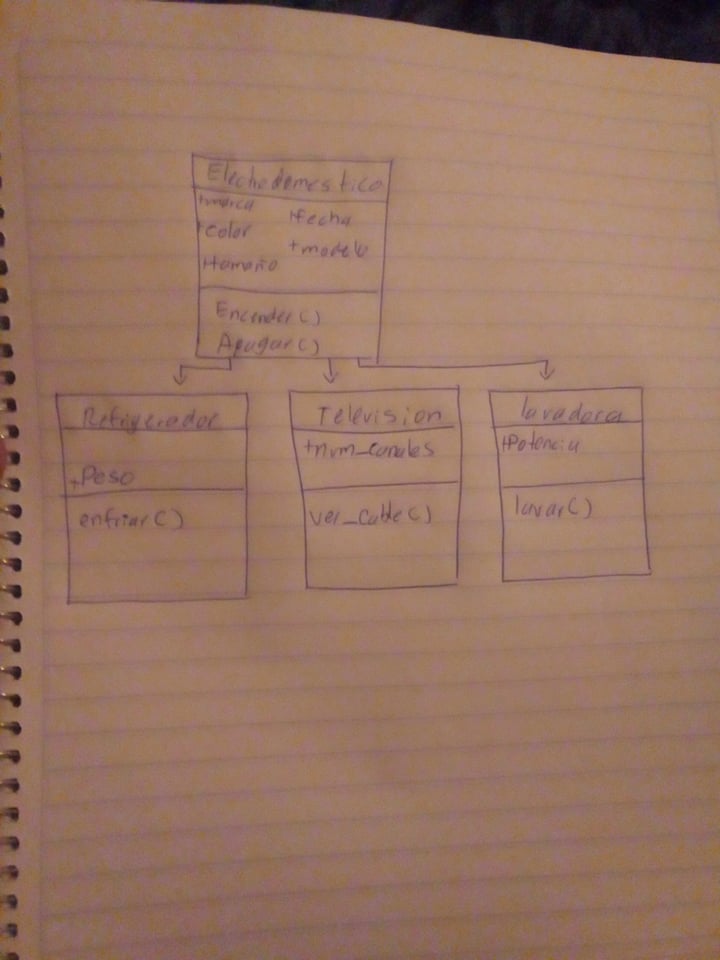 Electrodomestico
+marca
+color
+tamaño
+fecha
+modelo
Encender()
Apagar()
Refrigerador
+Peso
enfriar()
Television
+num_canales
ver_cable()
lavadora
+Potencia
lavar()